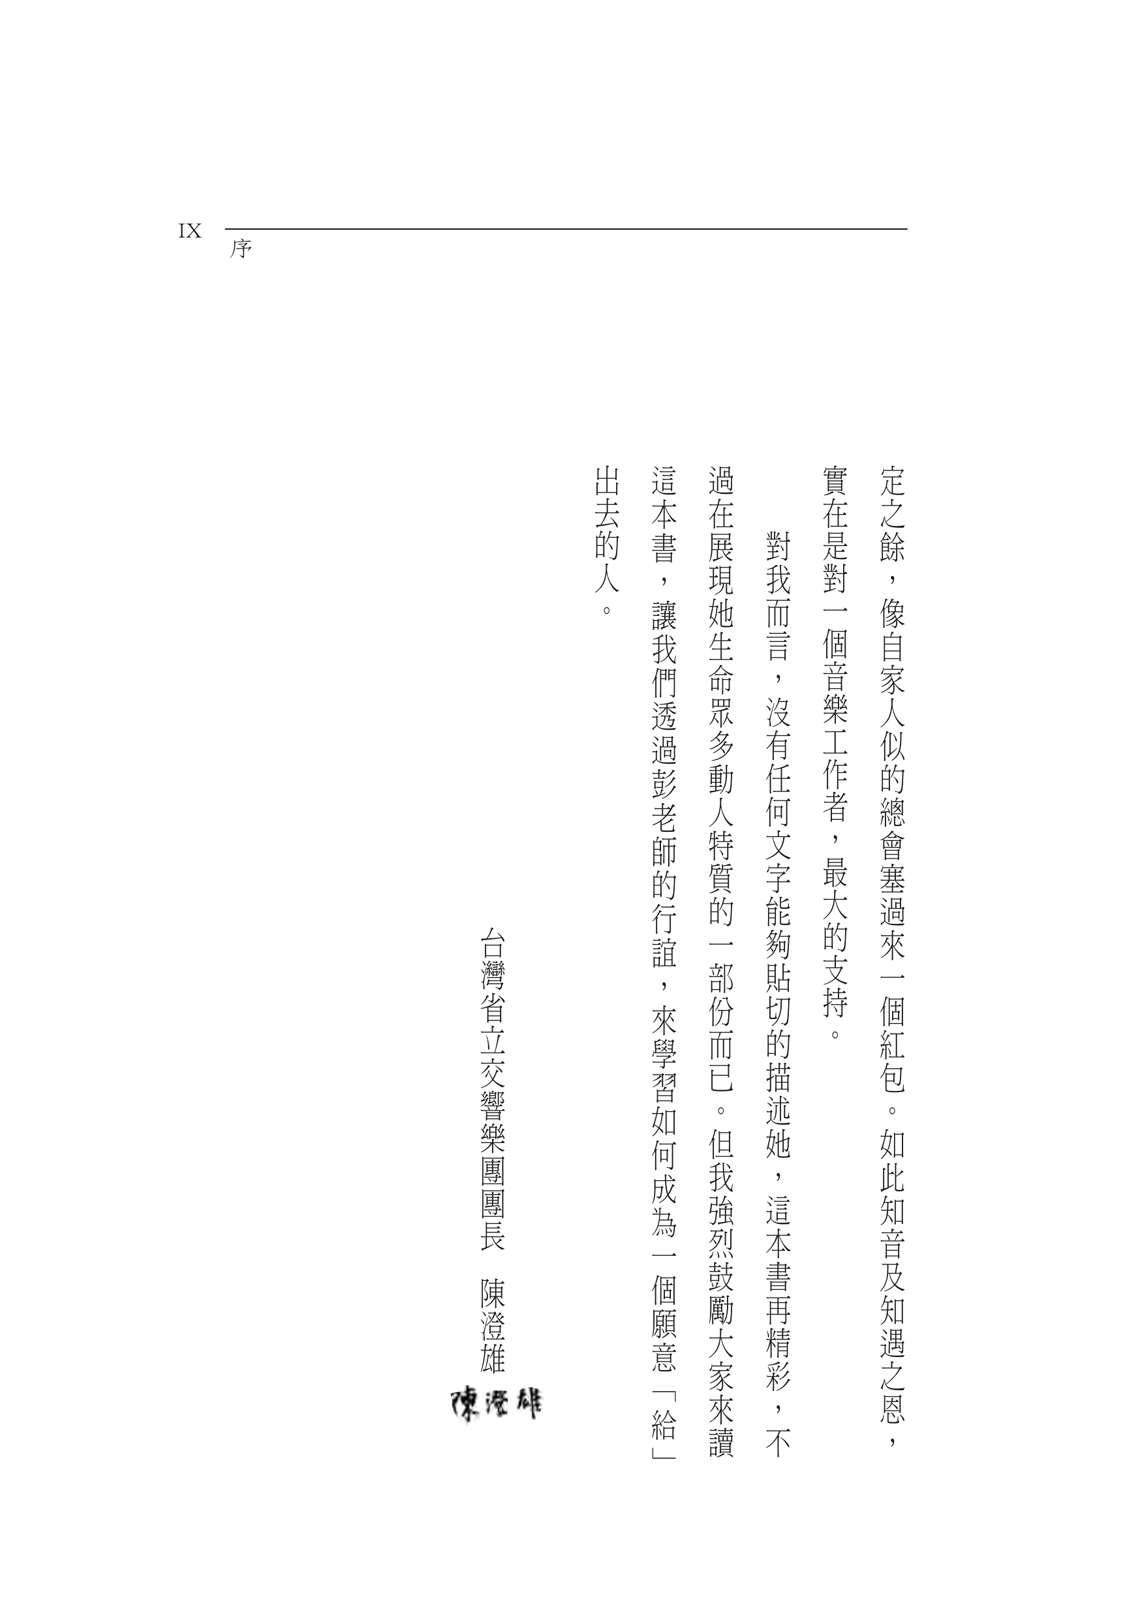 IX
序
定之餘，像自家人似的總會塞過來一個紅包。如此知音及知遇之恩，
實在是對一個音樂工作者，最大的支持。
對我而言，沒有任何文字能夠貼切的描述她，這本書再精彩，不
過在展現她生命眾多動人特質的一部份而已。但我強烈鼓勵大家來讀
這本書，讓我們透過彭老師的行誼，來學習如何成為一個願意「給」
出去的人。
台灣省立交響樂團團長　陳澄雄
陳澄雄